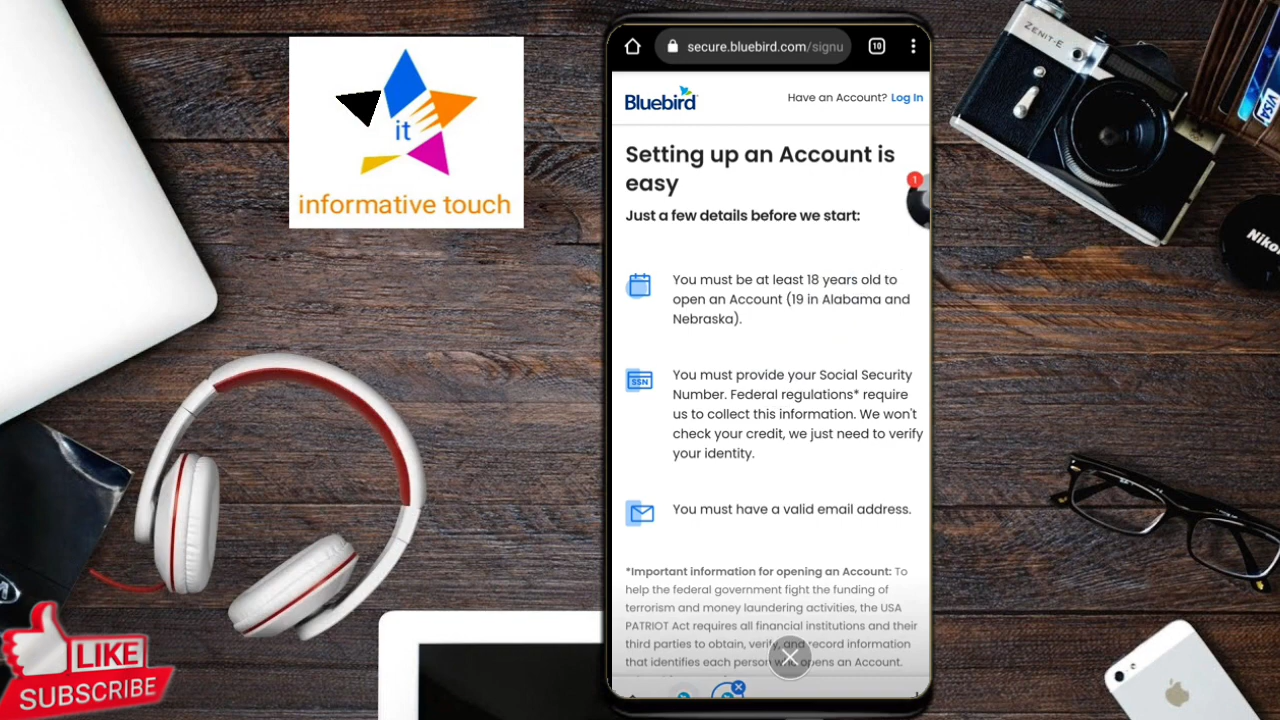 it
informative touch
LIKE
SUBSCRIBE
ZENIT-E
VISA
Nikon
10
secure.bluebird.com/signu
Bluebird
Have an Account? Log In
Setting up an Account is
easy
1
Just a few details before we start:
You must be at least 18 years old to
open an Account (19 in Alabama and
Nebraska).
SSN
You must provide your Social Security
Number. Federal regulations* require
us to collect this information. We won't
check your credit, we just need to verify
your identity.
You must have a valid email address.
*Important information for opening an Account: To
help the federal government fight the funding of
terrorism and money laundering activities, the USA
PATRIOT Act requires all financial institutions and their
third parties to obtain, verify, and record information
that identifies each person who opens an Account.